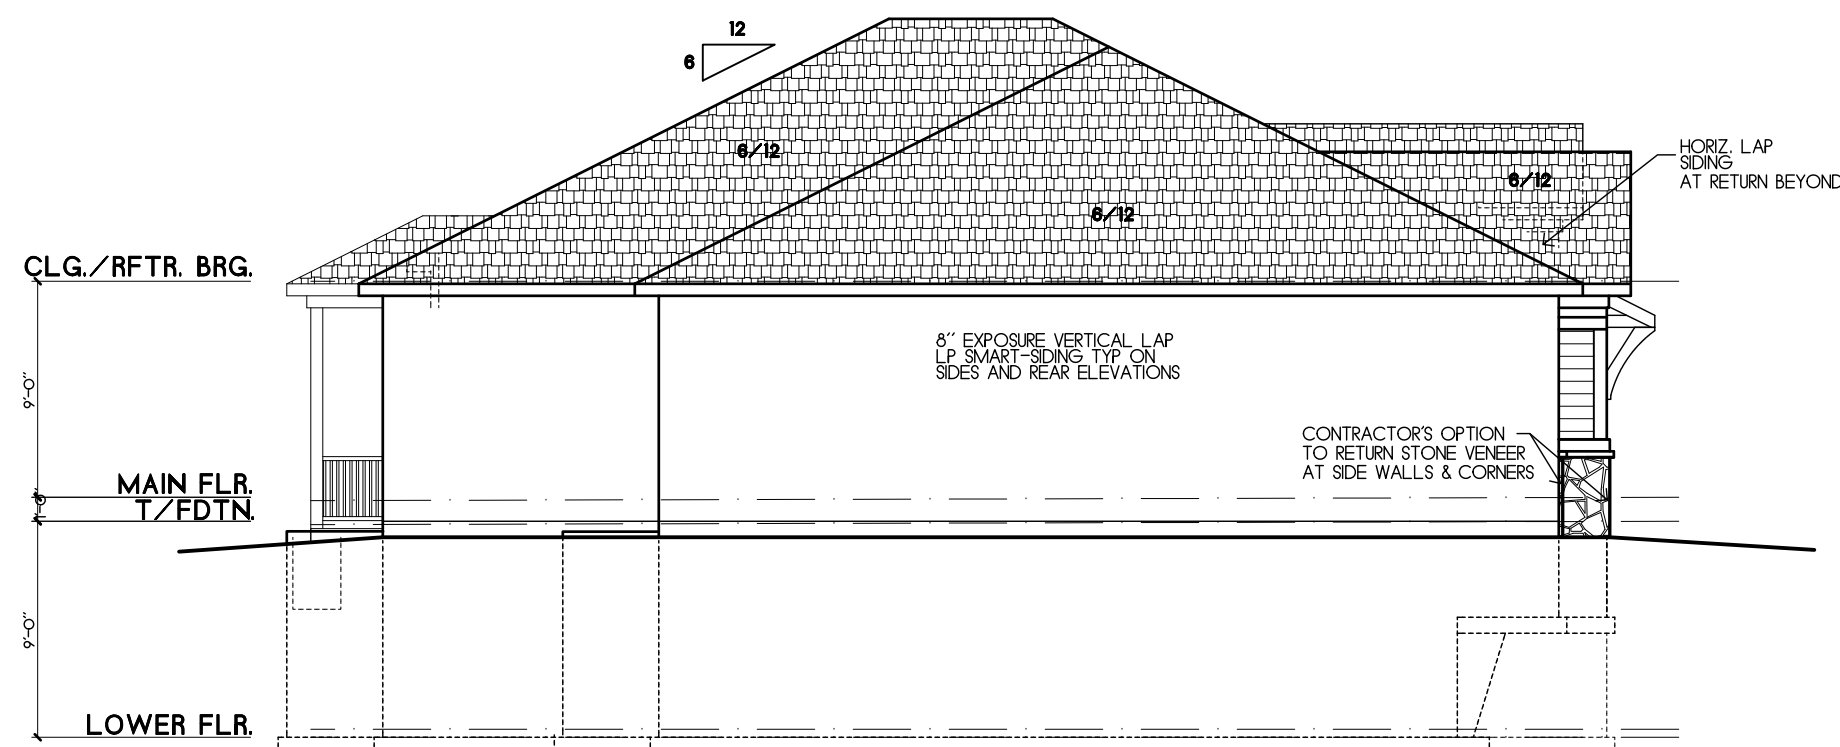 12
6
6/12
HORIZ. LAP
SIDING
AT RETURN BEYOND
6/12
6/12
CLG./RFTR. BRG.
8" EXPOSURE VERTICAL LAP
LP SMART-SIDING TYP ON
SIDES AND REAR ELEVATIONS
9'-0"
CONTRACTOR'S OPTION
TO RETURN STONE VENEER
AT SIDE WALLS & CORNERS
MAIN FLR.
T/FDTN.
9'-0"
LOWER FLR.